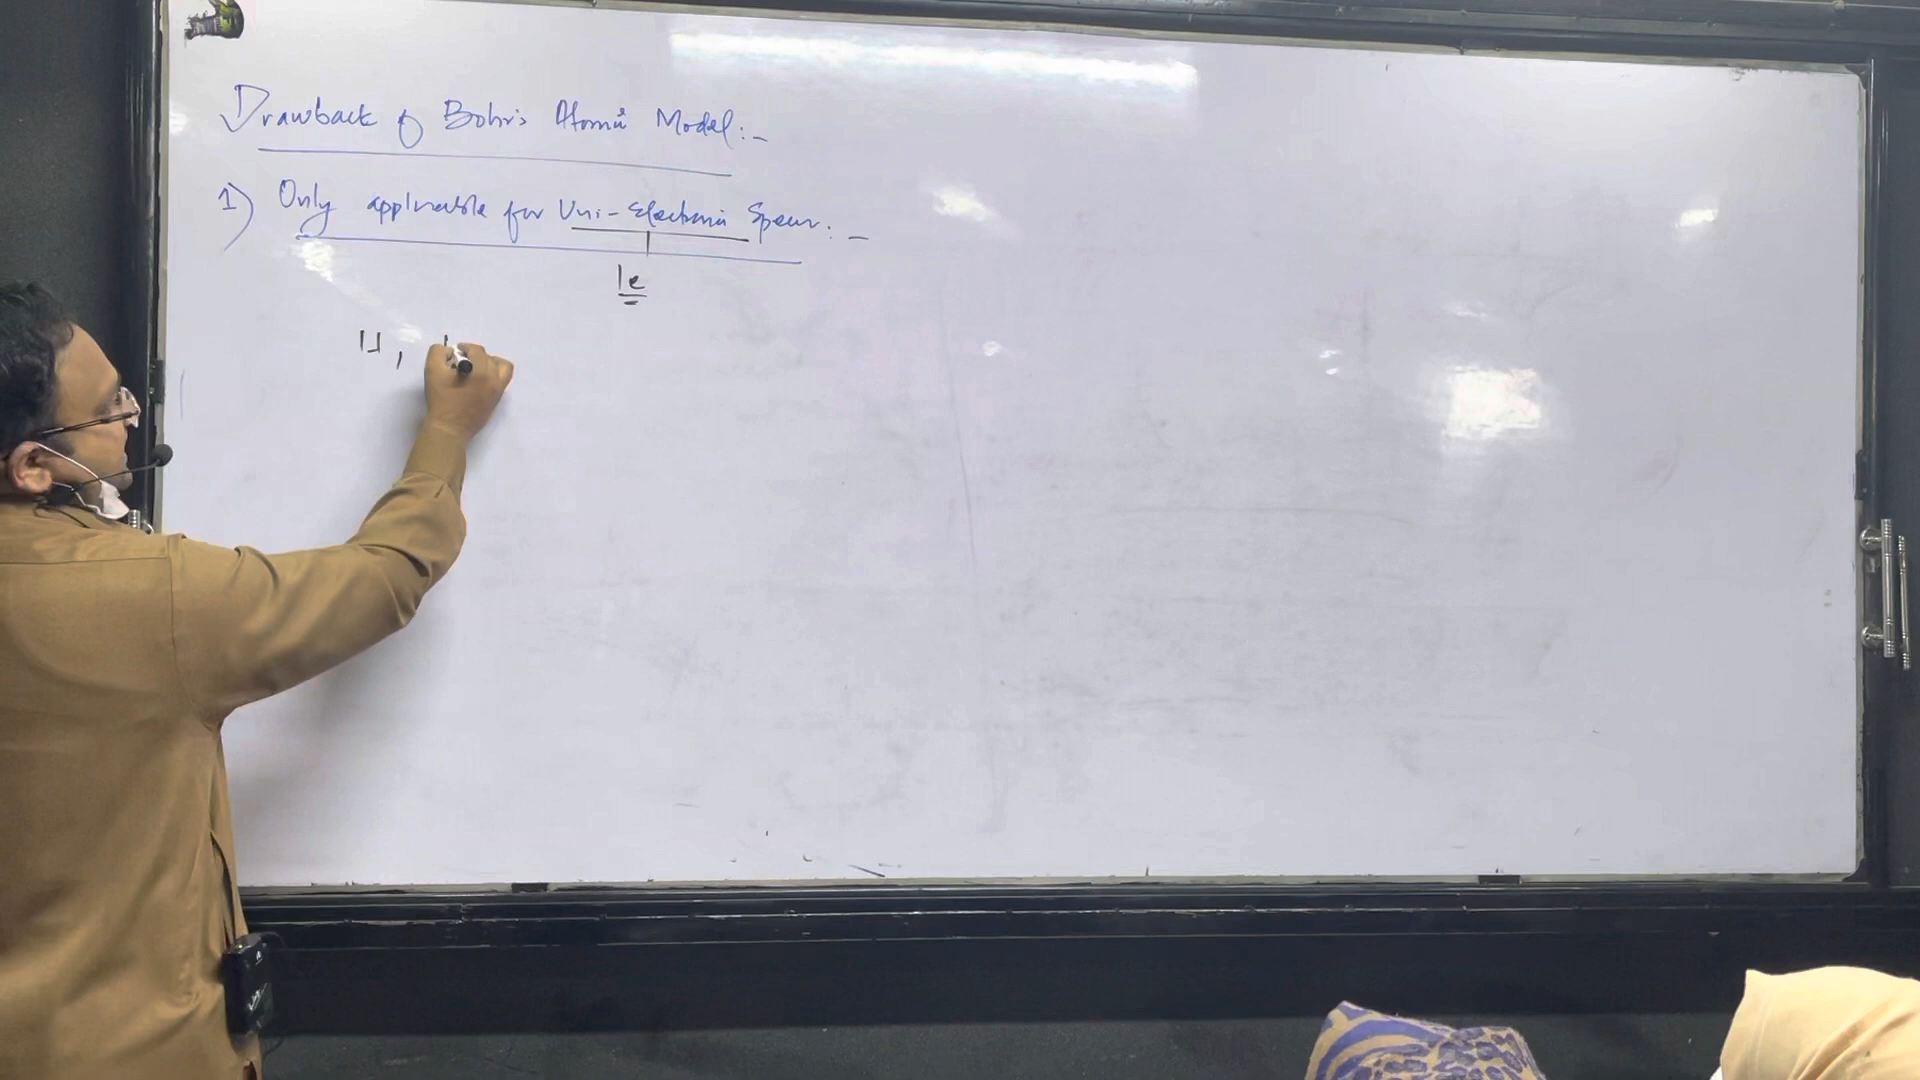 Drawback of Bohr's Atomic Model:-
1) Only applicable for Uni-Electronic Species:-
1e
H,